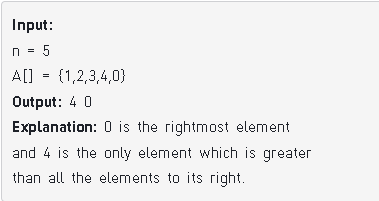 Input:
n = 5
A[] = {1,2,3,4,0}
Output: 4 0
Explanation: 0 is the rightmost element
and 4 is the only element which is greater
than all the elements to its right.